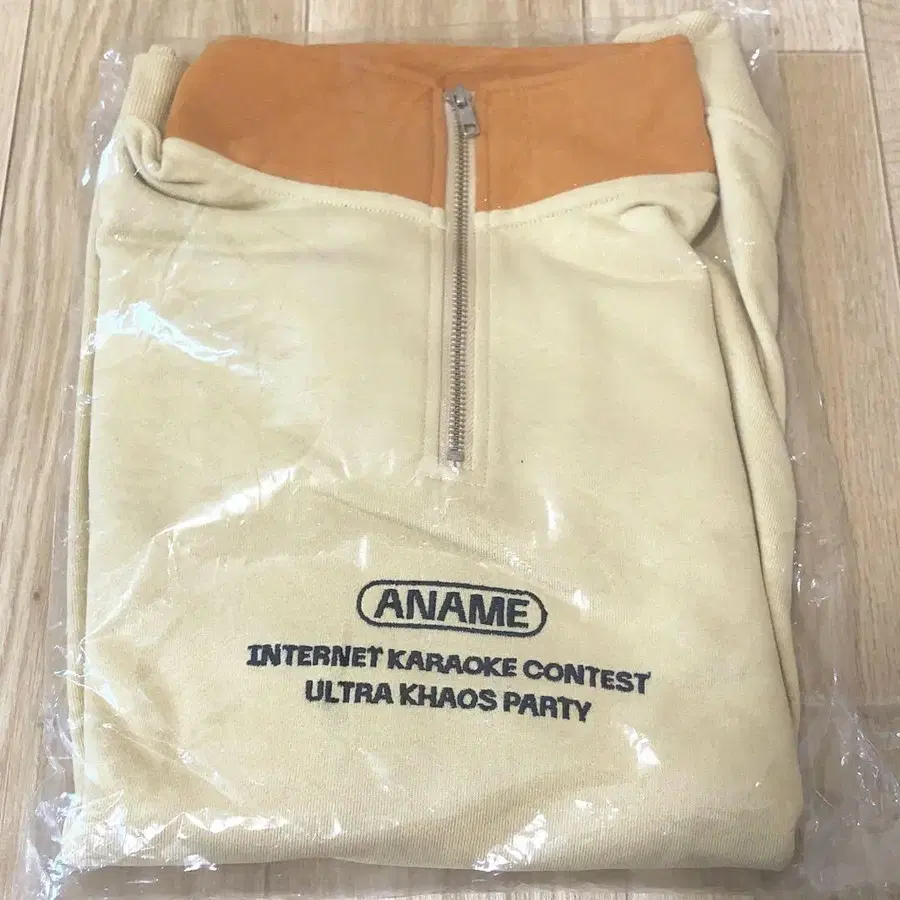 ANAME
INTERNET KARAOKE CONTEST
ULTRA KHAOS PARTY